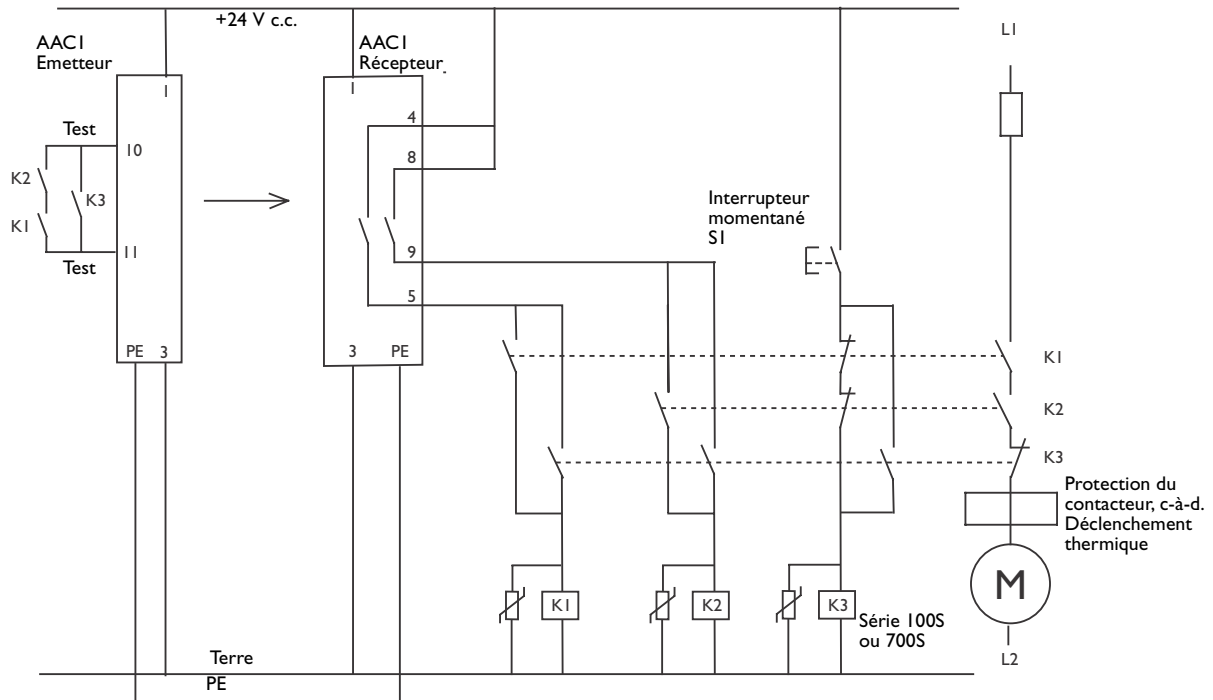 +24 V c.c.
AAC1
Emetteur
1
Test
10
K2
K3
K1
11
Test
PE 3
AAC1
Récepteur
1
4
8
9
5
3 PE
Interrupteur
momentané
S1
L1
K1
K2
K3
Protection du
contacteur, c-à-d.
Déclenchement
thermique
M
L2
K1
K2
K3
Série 100S
ou 700S
Terre
PE